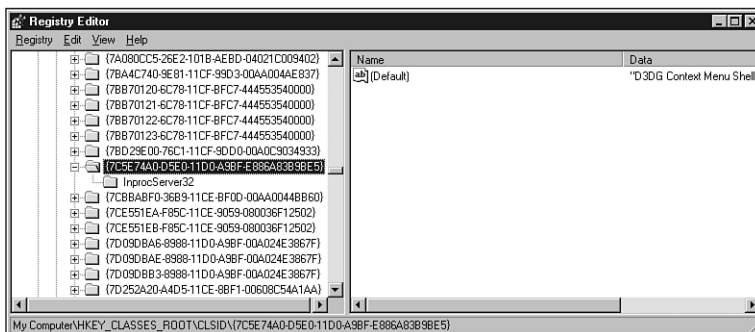 Registry Editor
Registry Edit View Help
{7A080CC5-26E2-101B-AEBD-04021C009402}
{7BA4C740-9E81-11CF-99D3-00AA004AE837}
{7BB70120-6C78-11CF-BFC7-444553540000}
{7BB70121-6C78-11CF-BFC7-444553540000}
{7BB70122-6C78-11CF-BFC7-444553540000}
{7BB70123-6C78-11CF-BFC7-444553540000}
{7BD29E00-76C1-11CF-9DD0-00A0C9034933}
{7C5E74A0-D5E0-11D0-A9BF-E886A83B9BE5}
InprocServer32
{7CBBABF0-36B9-11CE-BF0D-00AA0044BB60}
{7CE551EA-F85C-11CE-9059-080036F12502}
{7CE551EB-F85C-11CE-9059-080036F12502}
{7D09DBA6-8988-11D0-A9BF-00A024E3867F}
{7D09DBAE-8988-11D0-A9BF-00A024E3867F}
{7D09DBB3-8988-11D0-A9BF-00A024E3867F}
{7D252A20-A4D5-11CE-8BF1-00608C54A1AA}
Name Data
ab (Default) "D3DG Context Menu Shell
My Computer\HKEY_CLASSES_ROOT\CLSID\{7C5E74A0-D5E0-11D0-A9BF-E886A83B9BE5}